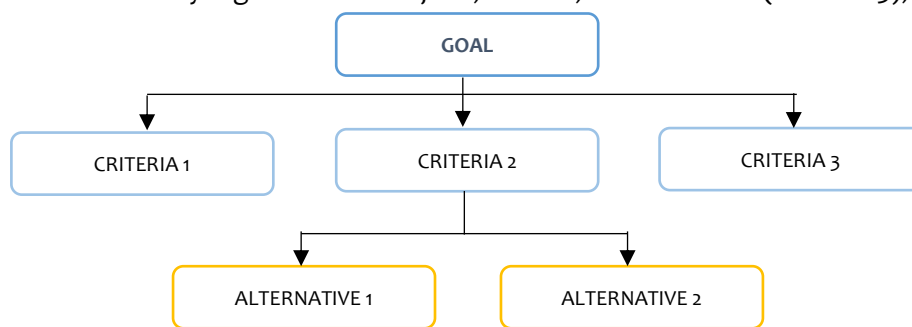 GOAL
CRITERIA 1
CRITERIA 2
CRITERIA 3
ALTERNATIVE 1
ALTERNATIVE 2